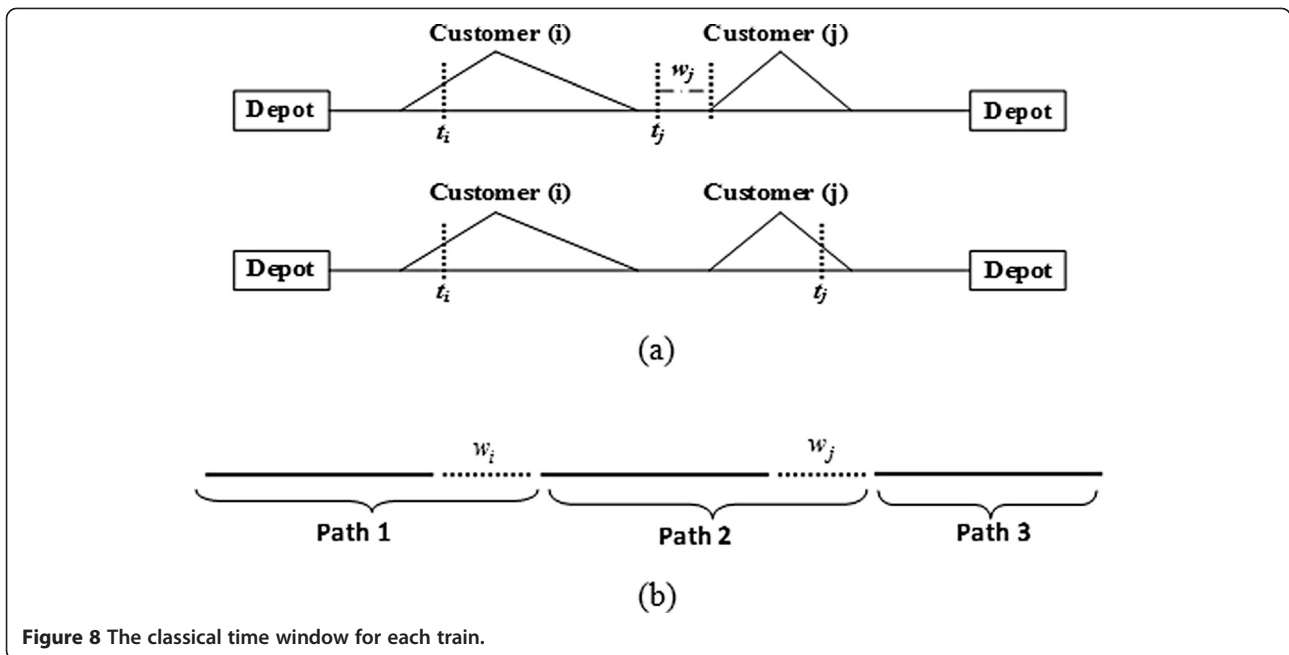 Customer (i) Customer (j)
w_j
Depot Depot
t_i t_j
Customer (i) Customer (j)
Depot Depot
t_i t_j
(a)
w_i w_j
Path 1 Path 2 Path 3
(b)
Figure 8 The classical time window for each train.